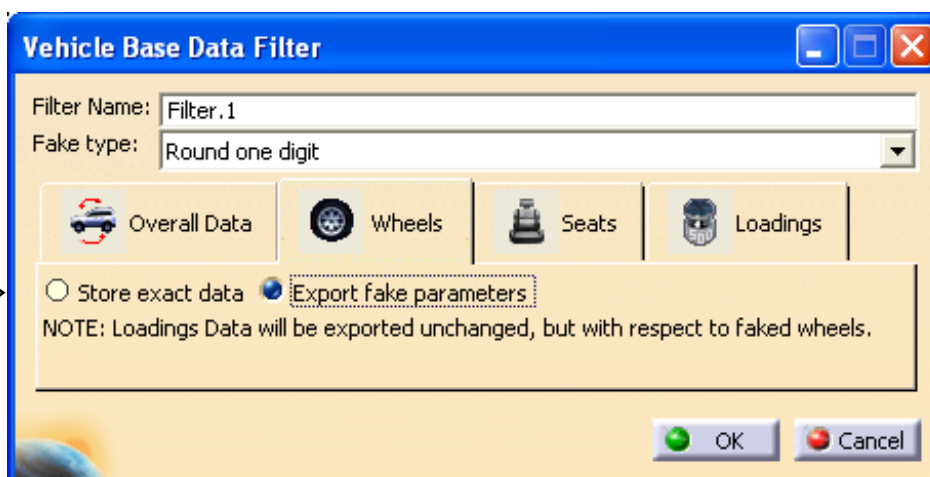 Vehicle Base Data Filter
Filter Name: Filter.1
Fake type: Round one digit
Overall Data Wheels Seats Loadings
Store exact data Export fake parameters
NOTE: Loadings Data will be exported unchanged, but with respect to faked wheels.
OK Cancel